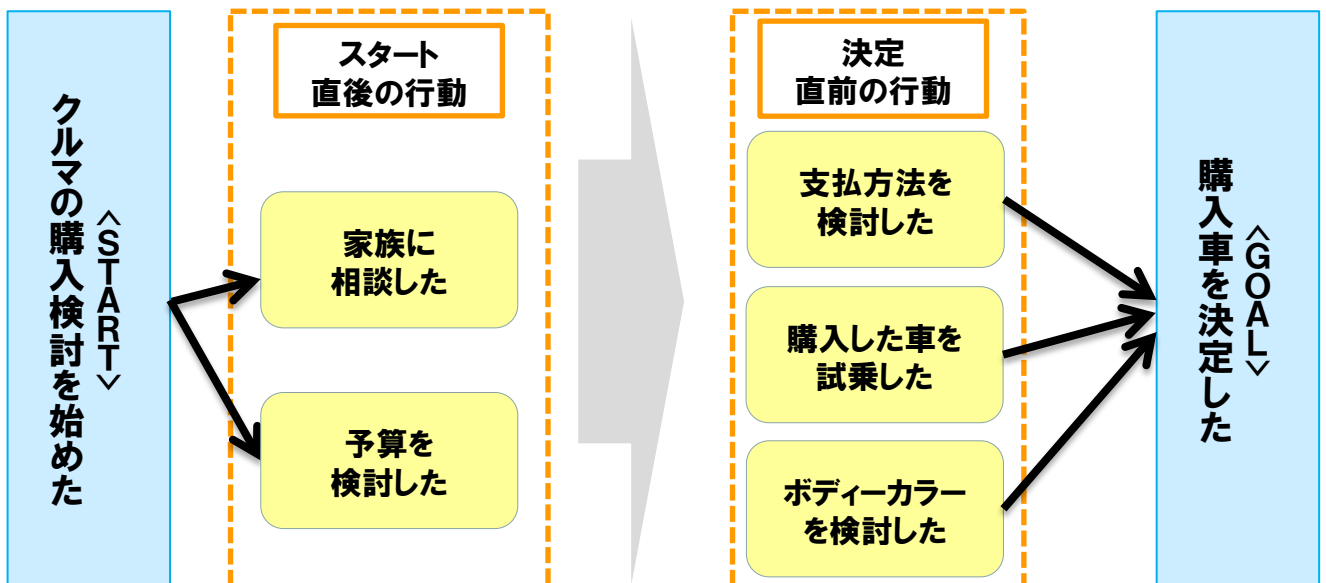 クルマの購入検討を始めた
<START>
スタート
直後の行動
家族に
相談した
予算を
検討した
決定
直前の行動
支払方法を
検討した
購入した車を
試乗した
ボディーカラー
を検討した
購入車を決定した
<GOAL>